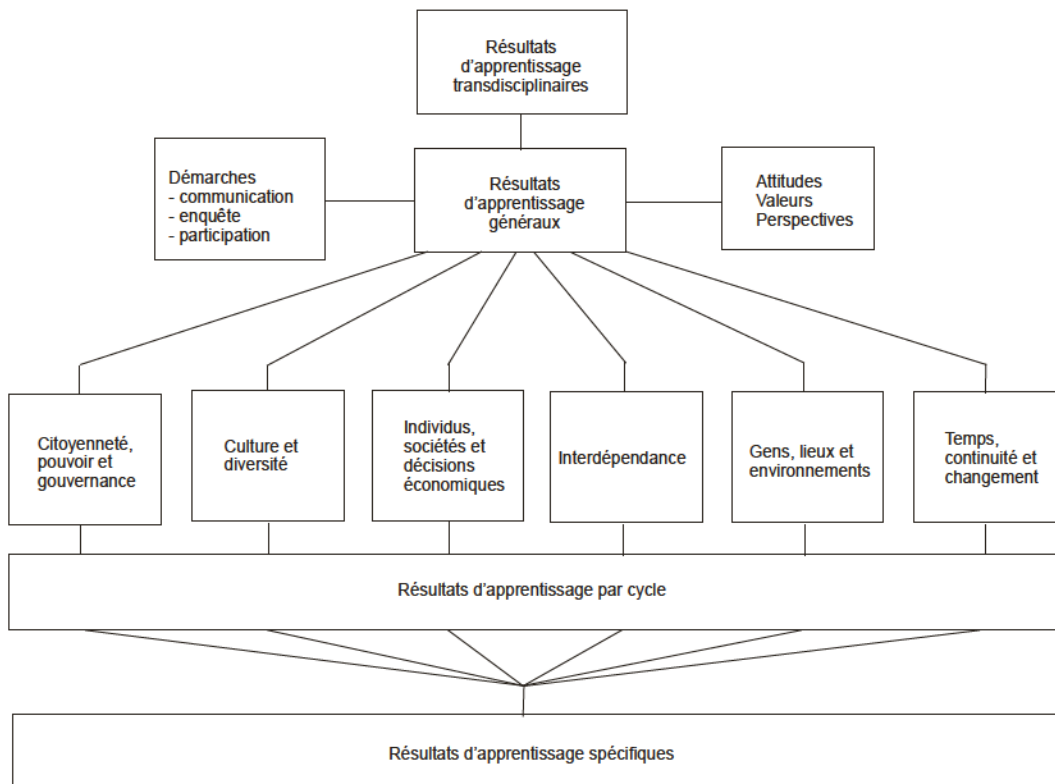 Résultats
d'apprentissage
transdisciplinaires
Démarches
- communication
- enquête
- participation
Résultats
d'apprentissage
généraux
Attitudes
Valeurs
Perspectives
Citoyenneté,
pouvoir et
gouvernance
Culture et
diversité
Individus,
sociétés et
décisions
économiques
Interdépendance
Gens, lieux et
environnements
Temps,
continuité et
changement
Résultats d'apprentissage par cycle
Résultats d'apprentissage spécifiques